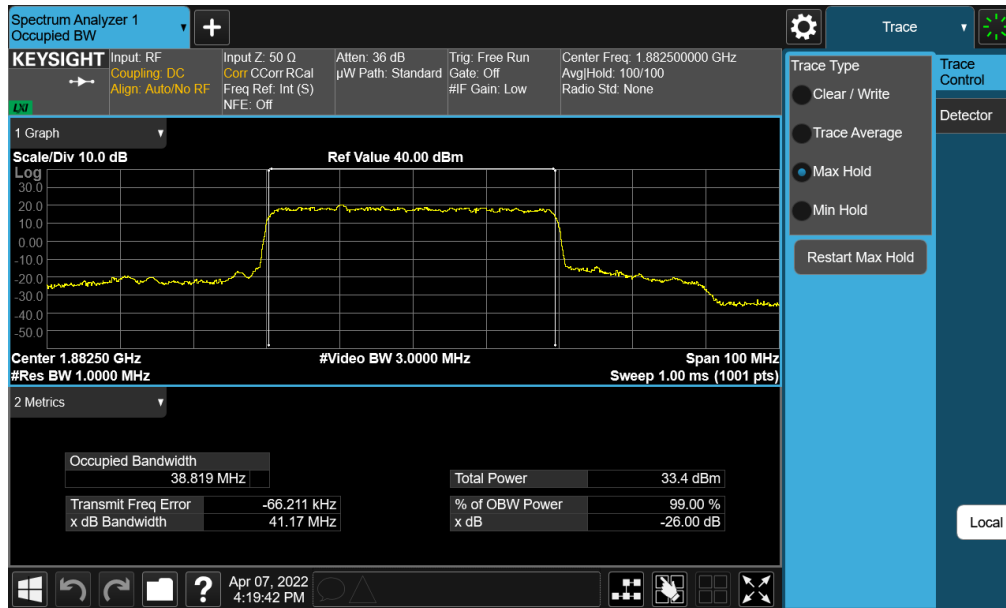 Spectrum Analyzer 1
Occupied BW
+
Trace
KEYSIGHT
LXI
Input: RF
Coupling: DC
Align: Auto/No RF
Input Z: 50 Ω
Corr CCorr RCal
Freq Ref: Int (S)
NFE: Off
Atten: 36 dB
µW Path: Standard
Trig: Free Run
Gate: Off
#IF Gain: Low
Center Freq: 1.882500000 GHz
Avg|Hold: 100/100
Radio Std: None
1 Graph
Scale/Div 10.0 dB
Ref Value 40.00 dBm
Log
30.0
20.0
10.0
0.00
-10.0
-20.0
-30.0
-40.0
-50.0
Center 1.88250 GHz
#Video BW 3.0000 MHz
Span 100 MHz
#Res BW 1.0000 MHz
Sweep 1.00 ms (1001 pts)
2 Metrics
Occupied Bandwidth
38.819 MHz
Total Power 33.4 dBm
Transmit Freq Error -66.211 kHz
% of OBW Power 99.00 %
x dB Bandwidth 41.17 MHz
x dB -26.00 dB
?
Apr 07, 2022
4:19:42 PM
Trace Type
Clear / Write
Trace Average
Max Hold
Min Hold
Restart Max Hold
Trace
Control
Detector
Local